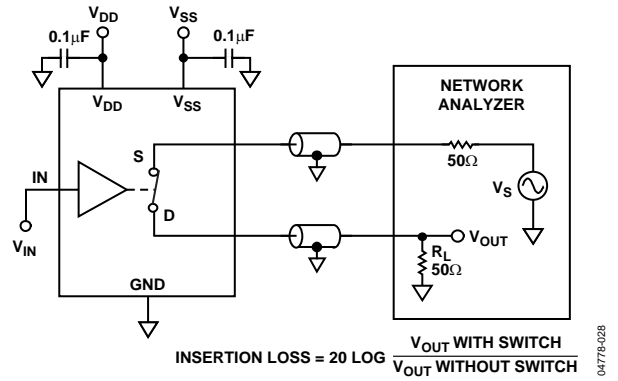 VDD VSS
0.1µF 0.1µF
VDD VSS
NETWORK
ANALYZER
S
50Ω
IN
VS
D
VOUT
VIN
RL
50Ω
GND
INSERTION LOSS = 20 LOG VOUT WITH SWITCH
VOUT WITHOUT SWITCH
04778-028